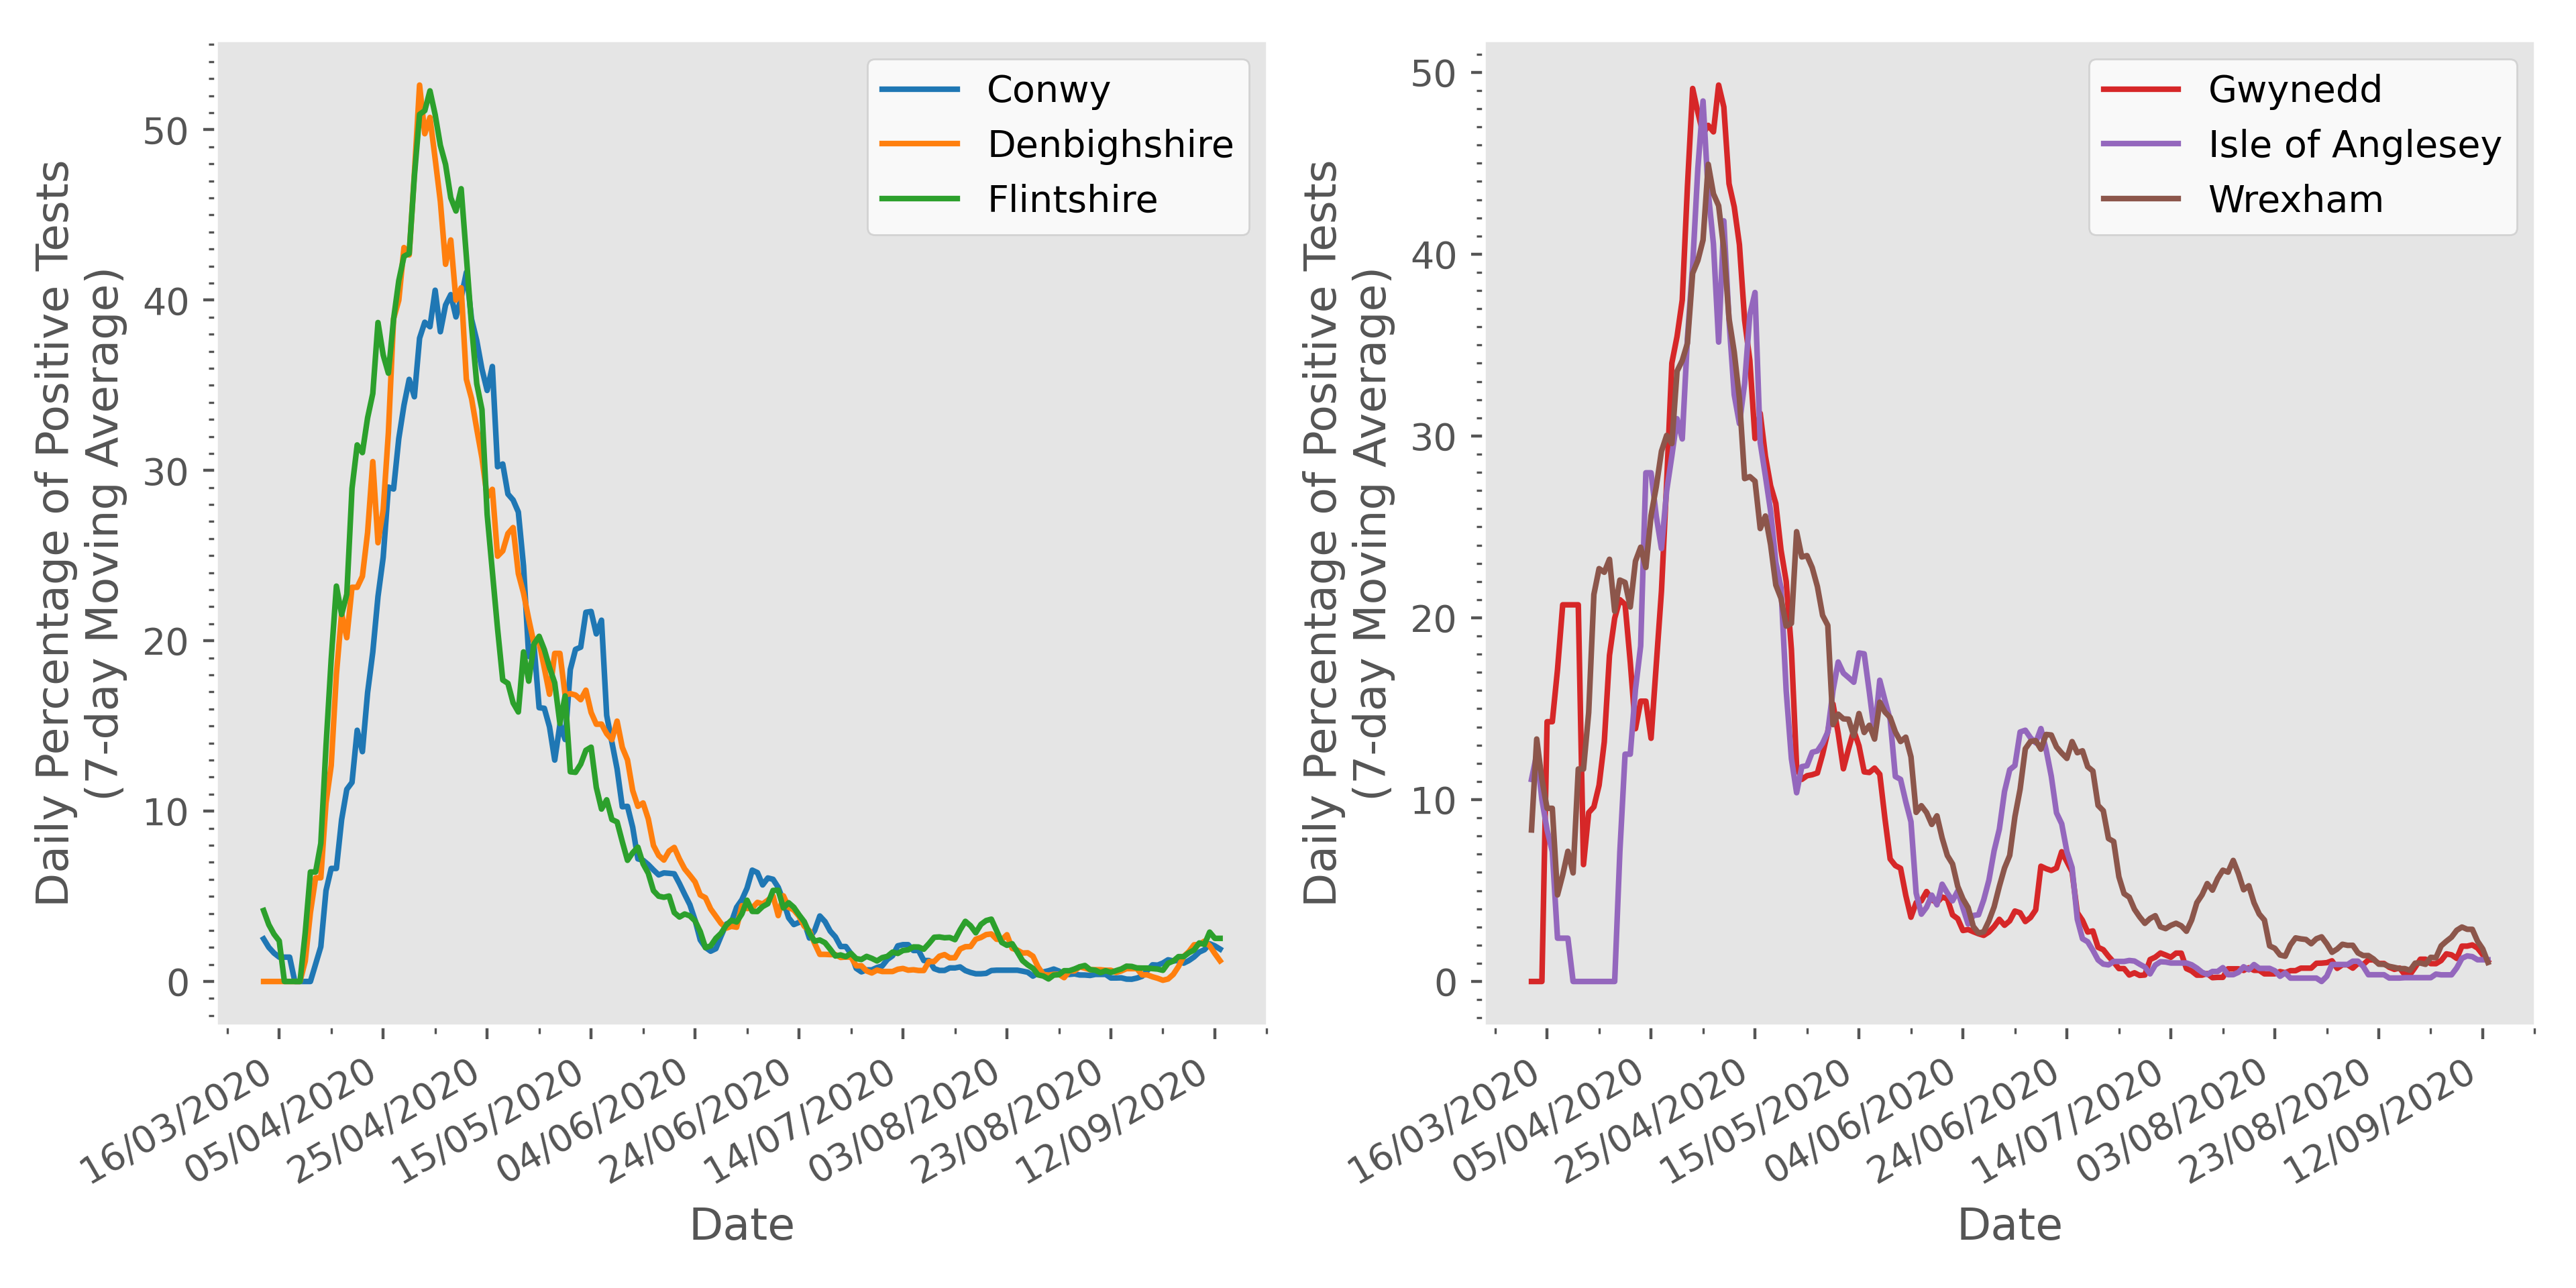 Daily Percentage of Positive Tests
(7-day Moving Average)
50
40
30
20
10
0
Conwy
Denbighshire
Flintshire
16/03/2020
05/04/2020
25/04/2020
15/05/2020
04/06/2020
24/06/2020
14/07/2020
03/08/2020
23/08/2020
12/09/2020
Date
Daily Percentage of Positive Tests
(7-day Moving Average)
50
40
30
20
10
0
Gwynedd
Isle of Anglesey
Wrexham
16/03/2020
05/04/2020
25/04/2020
15/05/2020
04/06/2020
24/06/2020
14/07/2020
03/08/2020
23/08/2020
12/09/2020
Date